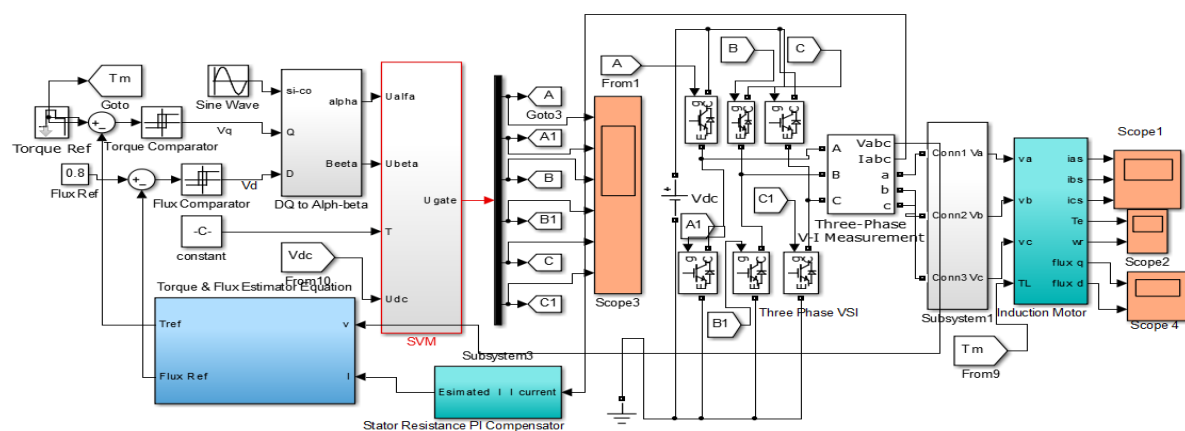 Tm
Goto
Torque Ref
Torque Comparator
Vq
0.8
Flux Ref
Flux Comparator
Vd
Sine Wave
si-co
Q
D
alpha
Beeta
DQ to Alph-beta
-C-
constant
Vdc
From10
Ualfa
Ubeta
T
Udc
U gate
SVM
Torque & Flux Estimator Equation
Tref
Flux Ref
v
I
Subsystem3
Esimated I I current
Stator Resistance PI Compensator
A
Goto3
A1
B
B1
C
C1
Scope3
A
From1
B
C
g
C
E
g
C
E
g
C
E
+
Vdc
A1
C1
B1
g
C
E
g
C
E
g
C
E
Three Phase VSI
A
B
C
Vabc
Iabc
a
b
c
Three-Phase
V-I Measurement
Conn1 Va
Conn2 Vb
Conn3 Vc
Subsystem1
va
vb
vc
TL
ias
ibs
ics
Te
wr
flux q
flux d
Induction Motor
Scope1
Scope2
Scope 4
Tm
From9